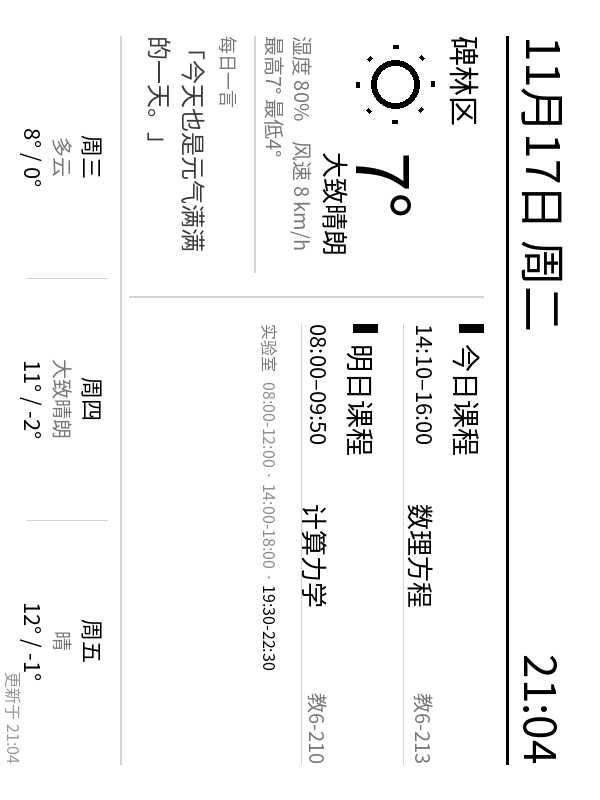 11月17日 周二
21:04
碑林区
7°
大致晴朗
湿度 80% 风速 8 km/h
最高7° 最低4°
每日一言
「今天也是元气满满
的一天。」
今日课程
14:10–16:00 数理方程 教6-213
明日课程
08:00–09:50 计算力学 教6-210
实验室 08:00-12:00 · 14:00-18:00 · 19:30-22:30
周三
多云
8° / 0°
周四
大致晴朗
11° / -2°
周五
晴
12° / -1°
更新于 21:04